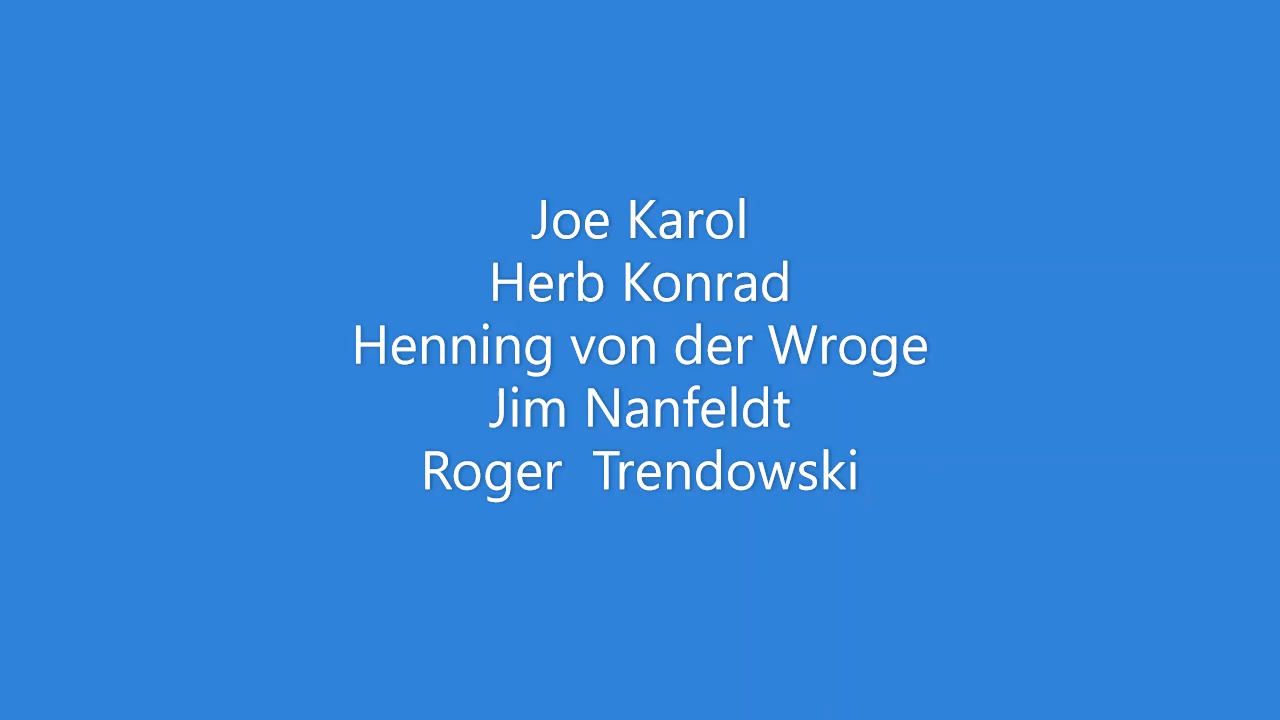 Joe Karol
Herb Konrad
Henning von der Wroge
Jim Nanfeldt
Roger  Trendowski